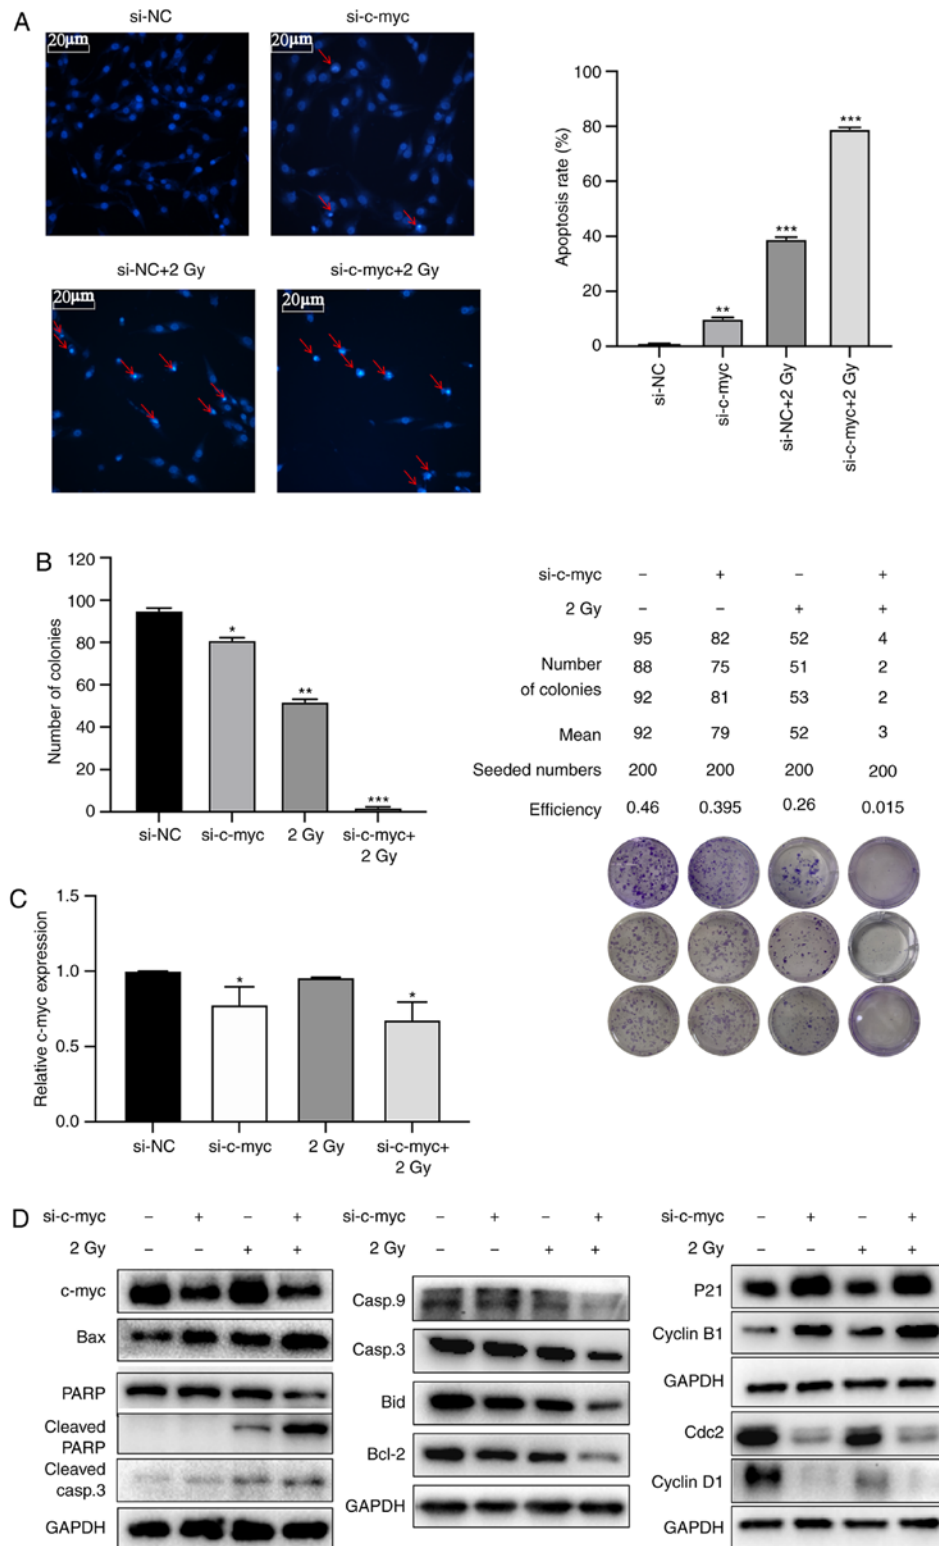 A
si-NC
si-c-myc
20μm
20μm
si-NC+2 Gy
si-c-myc+2 Gy
20μm
20μm
Apoptosis rate (%)
100
80
60
40
20
0
**
***
***
si-NC
si-c-myc
si-NC+2 Gy
si-c-myc+2 Gy
B
Number of colonies
120
100
80
60
40
20
0
*
**
***
si-NC
si-c-myc
2 Gy
si-c-myc+
2 Gy
si-c-myc – + – +
2 Gy – – + +
95 82 52 4
Number 88 75 51 2
of colonies 92 81 53 2
Mean 92 79 52 3
Seeded numbers 200 200 200 200
Efficiency 0.46 0.395 0.26 0.015
C
Relative c-myc expression
1.5
1.0
0.5
0.0
*
*
si-NC
si-c-myc
2 Gy
si-c-myc+
2 Gy
D
si-c-myc – + – +
2 Gy – – + +
c-myc
Bax
PARP
Cleaved
PARP
Cleaved
casp.3
GAPDH
si-c-myc – + – +
2 Gy – – + +
Casp.9
Casp.3
Bid
Bcl-2
GAPDH
si-c-myc – + – +
2 Gy – – + +
P21
Cyclin B1
GAPDH
Cdc2
Cyclin D1
GAPDH